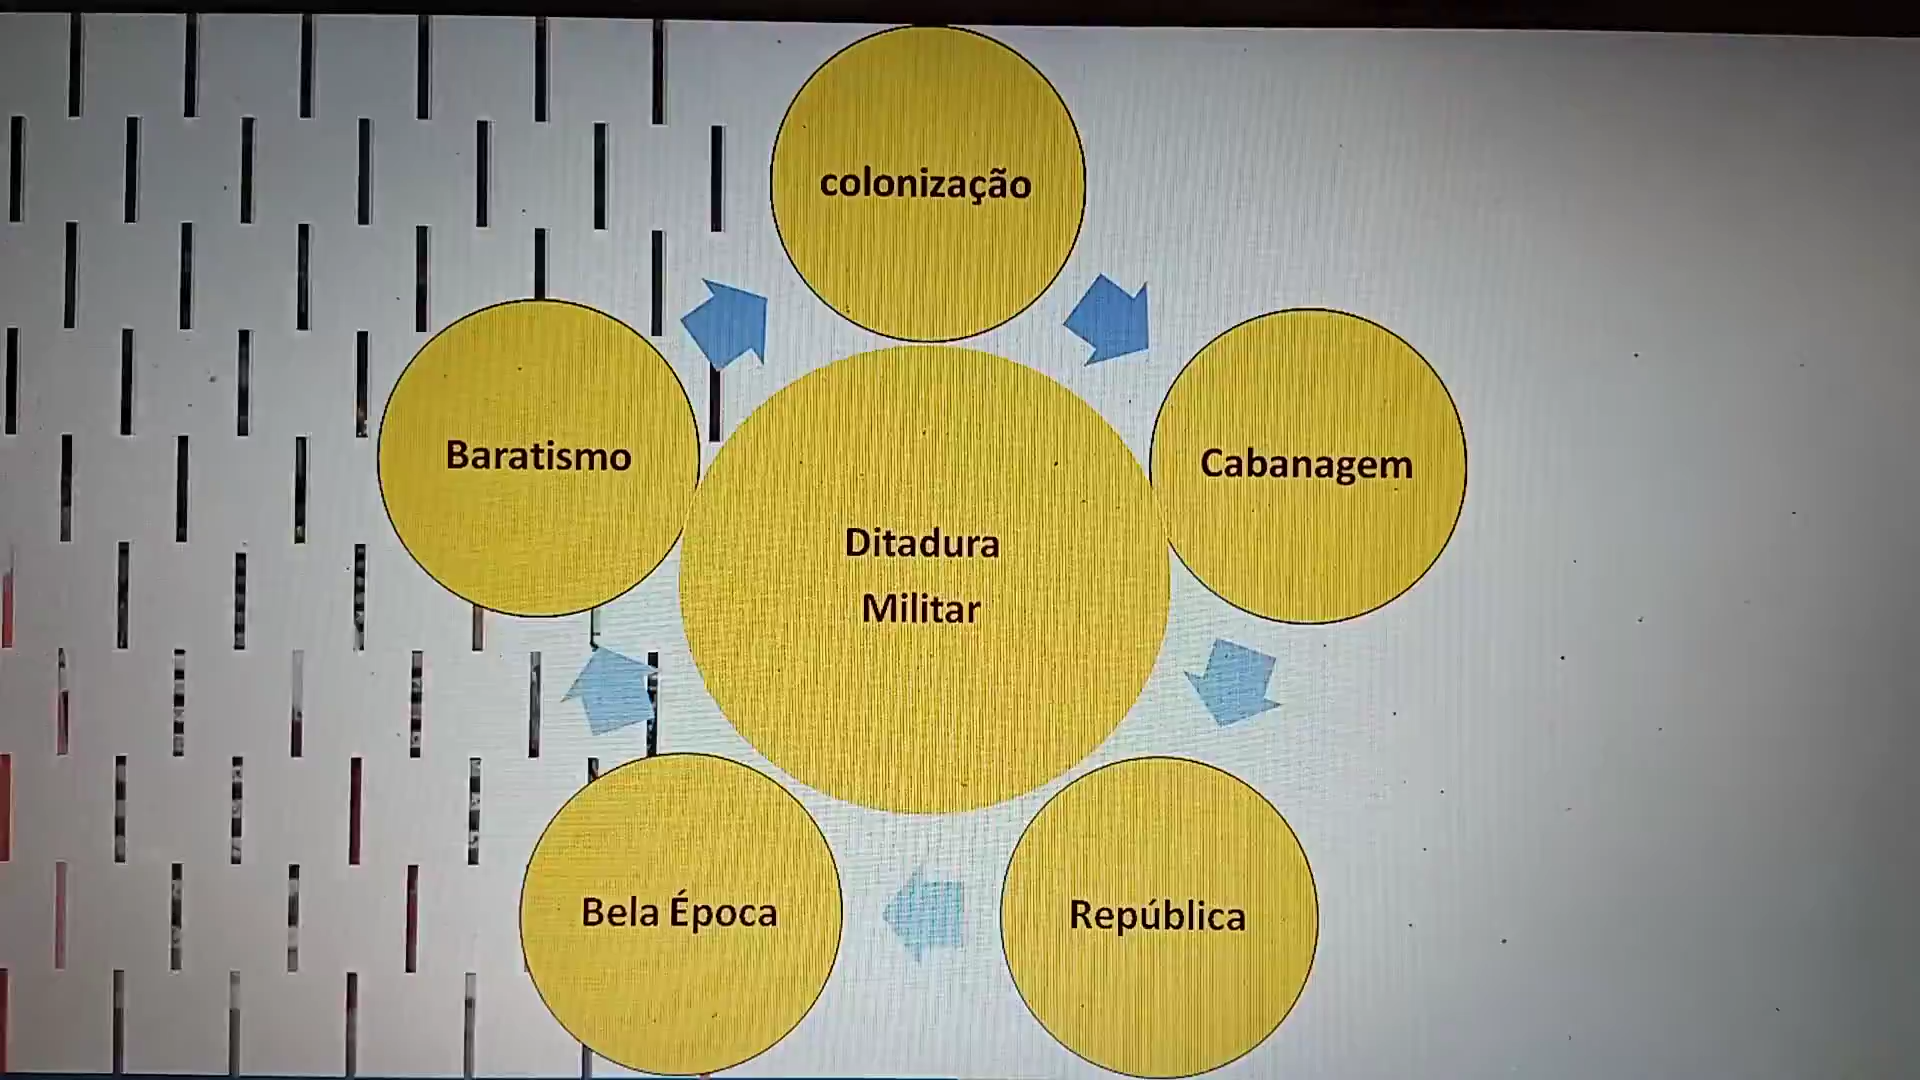 colonização
Baratismo
Cabanagem
Ditadura
Militar
Bela Época
República